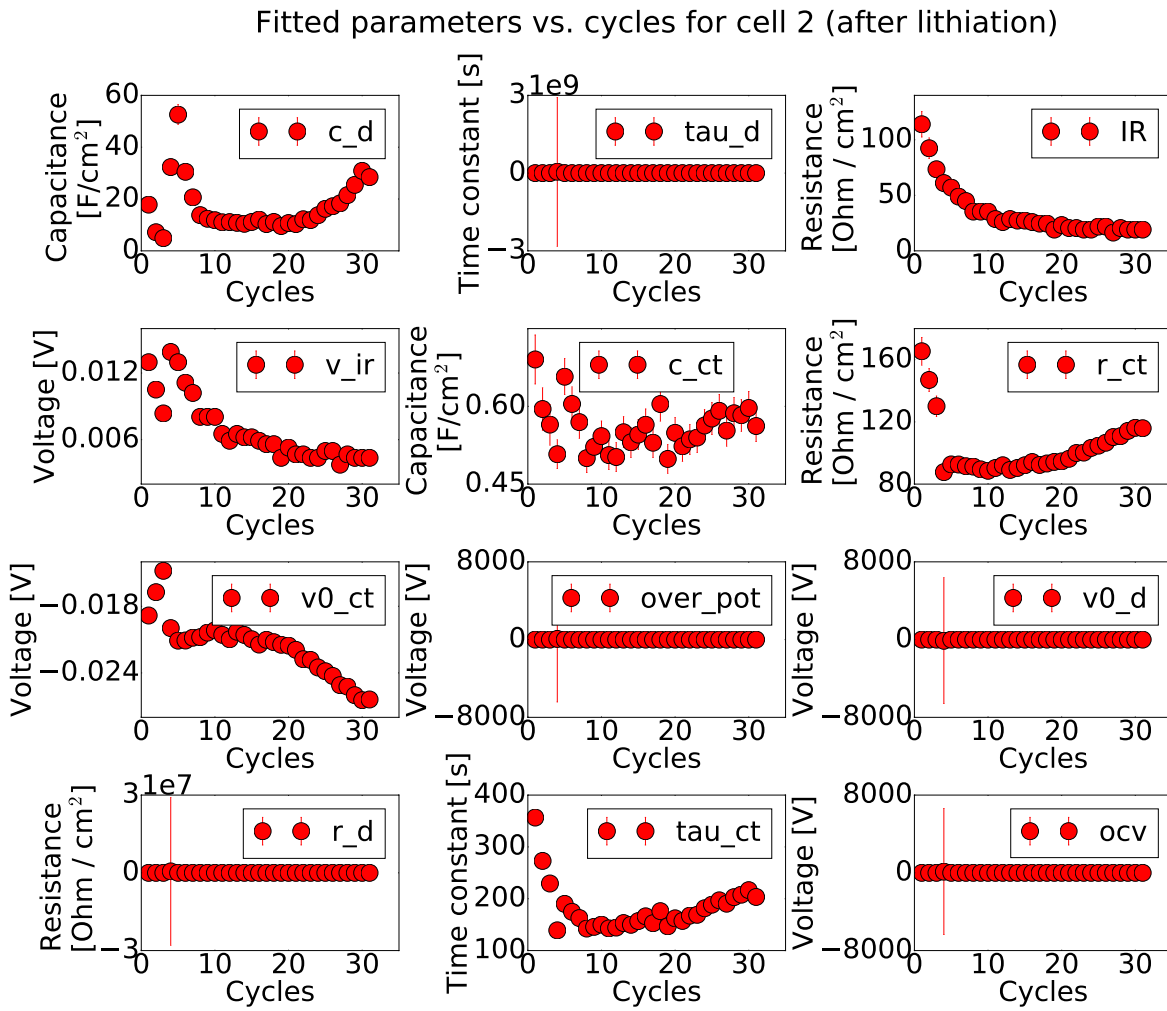 Fitted parameters vs. cycles for cell 2 (after lithiation)
Capacitance
[F/cm²]
60
40
20
0
0 10 20 30
Cycles
c_d
Time constant [s]
1e9
3
0
−3
0 10 20 30
Cycles
tau_d
Resistance
[Ohm / cm²]
100
50
0
0 10 20 30
Cycles
IR
Voltage [V]
0.012
0.006
0 10 20 30
Cycles
v_ir
Capacitance
[F/cm²]
0.60
0.45
0 10 20 30
Cycles
c_ct
Resistance
[Ohm / cm²]
160
120
80
0 10 20 30
Cycles
r_ct
Voltage [V]
−0.018
−0.024
0 10 20 30
Cycles
v0_ct
Voltage [V]
8000
0
−8000
0 10 20 30
Cycles
over_pot
Voltage [V]
8000
0
−8000
0 10 20 30
Cycles
v0_d
Resistance
[Ohm / cm²]
1e7
3
0
−3
0 10 20 30
Cycles
r_d
Time constant [s]
400
300
200
100
0 10 20 30
Cycles
tau_ct
Voltage [V]
8000
0
−8000
0 10 20 30
Cycles
ocv